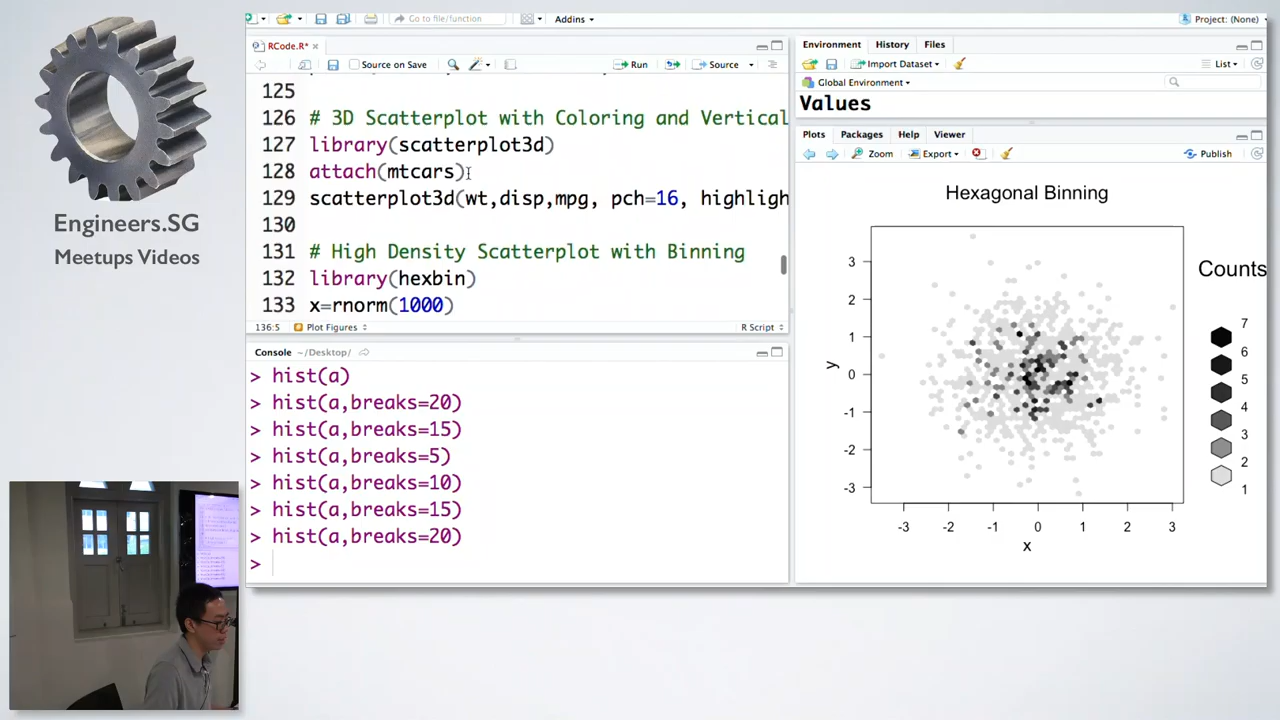 Engineers.SG
Meetups Videos
Go to file/function
Addins
Project: (None)
RCode.R*
Source on Save
Run
Source
125
126 # 3D Scatterplot with Coloring and Vertical
127 library(scatterplot3d)
128 attach(mtcars)
129 scatterplot3d(wt,disp,mpg, pch=16, highligh
130
131 # High Density Scatterplot with Binning
132 library(hexbin)
133 x=rnorm(1000)
136:5 Plot Figures R Script
Console ~/Desktop/
> hist(a)
> hist(a,breaks=20)
> hist(a,breaks=15)
> hist(a,breaks=5)
> hist(a,breaks=10)
> hist(a,breaks=15)
> hist(a,breaks=20)
>
Environment History Files
Import Dataset List
Global Environment
Values
Plots Packages Help Viewer
Zoom Export Publish
Hexagonal Binning
Counts
7
6
5
4
3
2
1
3
2
1
0
-1
-2
-3
y
-3 -2 -1 0 1 2 3
x